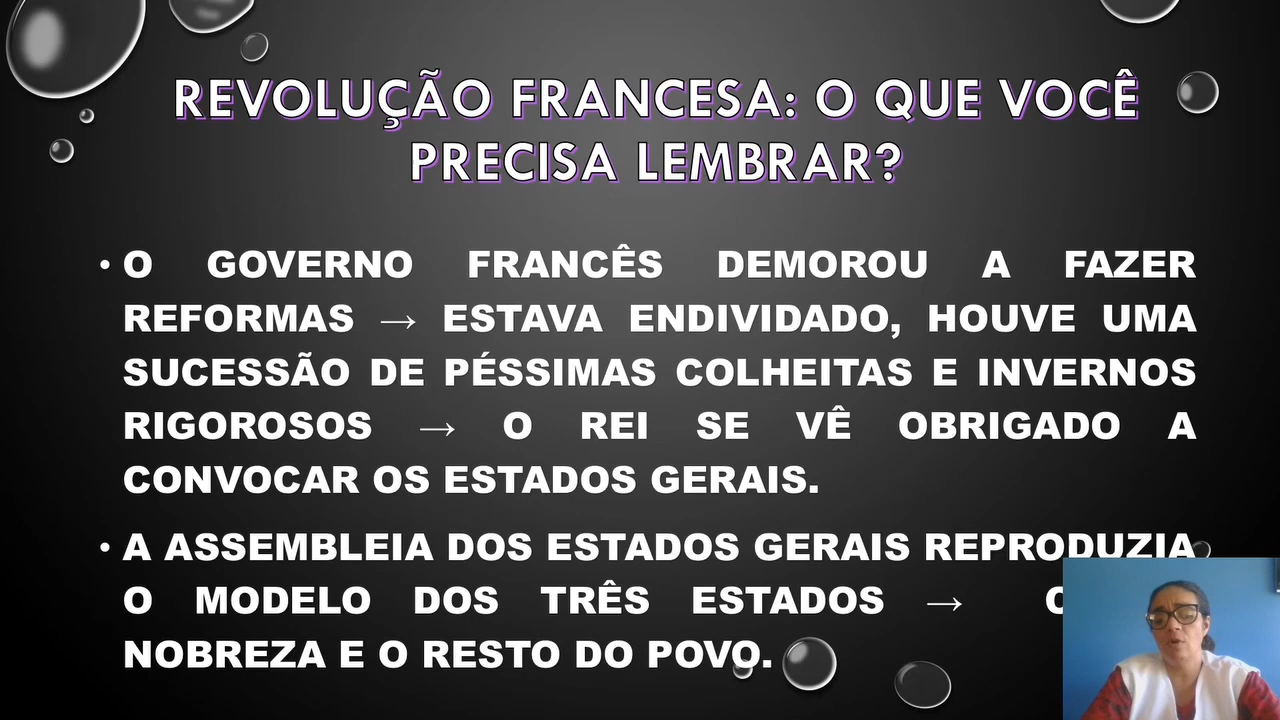 REVOLUÇÃO FRANCESA: O QUE VOCÊ
PRECISA LEMBRAR?
• O GOVERNO FRANCÊS DEMOROU A FAZER
REFORMAS → ESTAVA ENDIVIDADO, HOUVE UMA
SUCESSÃO DE PÉSSIMAS COLHEITAS E INVERNOS
RIGOROSOS → O REI SE VÊ OBRIGADO A
CONVOCAR OS ESTADOS GERAIS.
• A ASSEMBLEIA DOS ESTADOS GERAIS REPRODUZIA
O MODELO DOS TRÊS ESTADOS →
NOBREZA E O RESTO DO POVO.